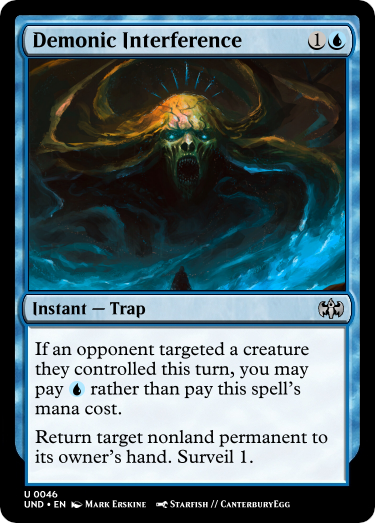 Demonic Interference 1
Instant — Trap
If an opponent targeted a creature
they controlled this turn, you may
pay rather than pay this spell's
mana cost.
Return target nonland permanent to
its owner's hand. Surveil 1.
U 0046
UND • EN Mark Erskine Starfish // CanterburyEgg